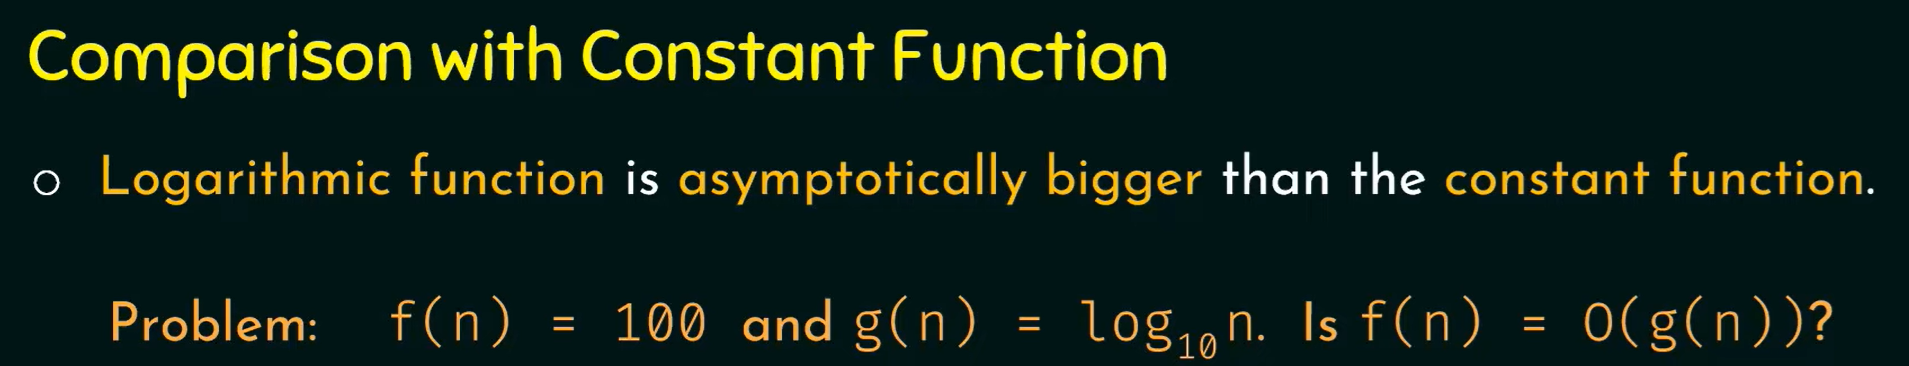 Comparison with Constant Function
○ Logarithmic function is asymptotically bigger than the constant function.
Problem: f(n) = 100 and g(n) = log₁₀n. Is f(n) = O(g(n))?